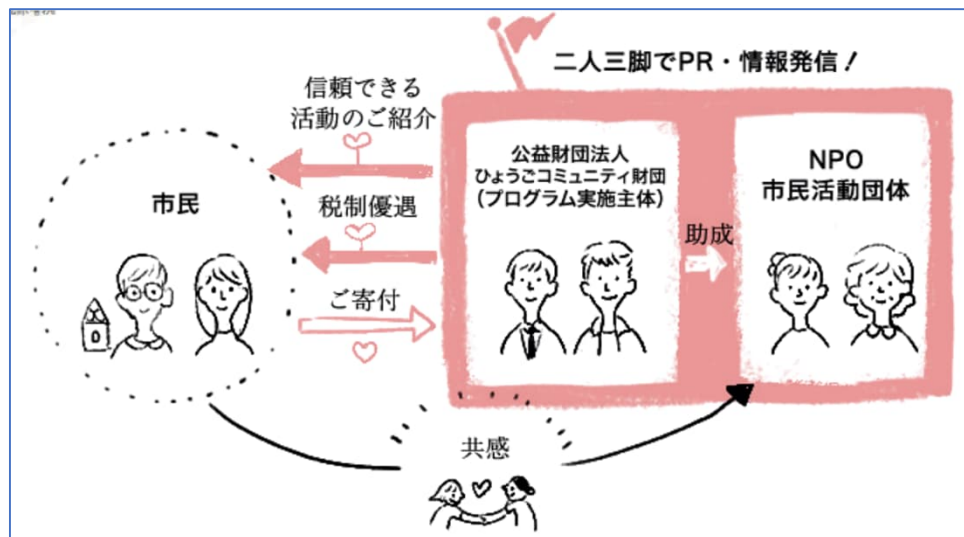 二人三脚でPR・情報発信!
信頼できる
活動のご紹介
市民
税制優遇
ご寄付
公益財団法人
ひょうごコミュニティ財団
(プログラム実施主体)
助成
NPO
市民活動団体
共感